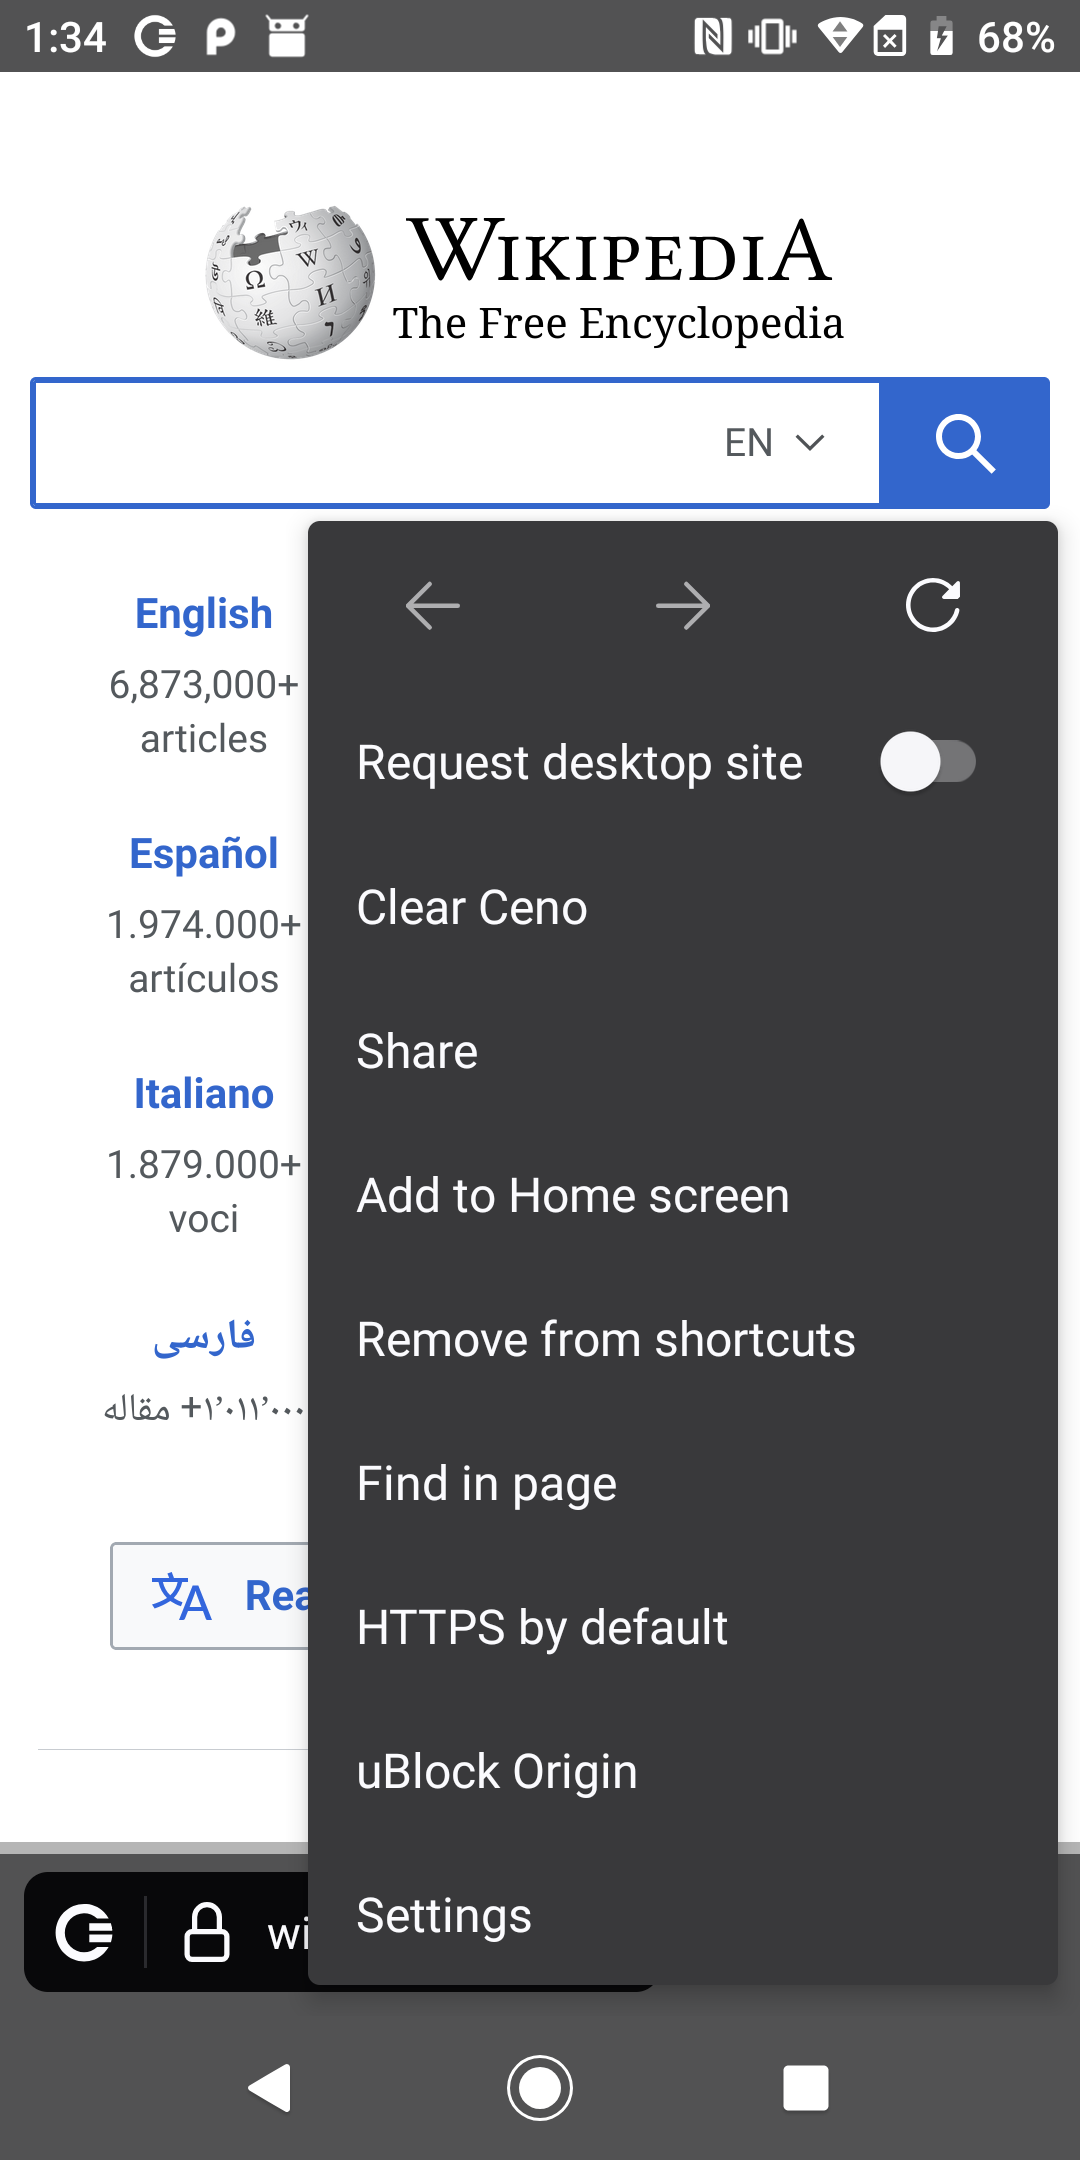 1:34
68%
WIKIPEDIA
The Free Encyclopedia
EN
English
6,873,000+
articles
Español
1.974.000+
artículos
Italiano
1.879.000+
voci
فارسی
۱٬۰۱۱٬۰۰۰+ مقاله
Rea
Request desktop site
Clear Ceno
Share
Add to Home screen
Remove from shortcuts
Find in page
HTTPS by default
uBlock Origin
Settings
wi